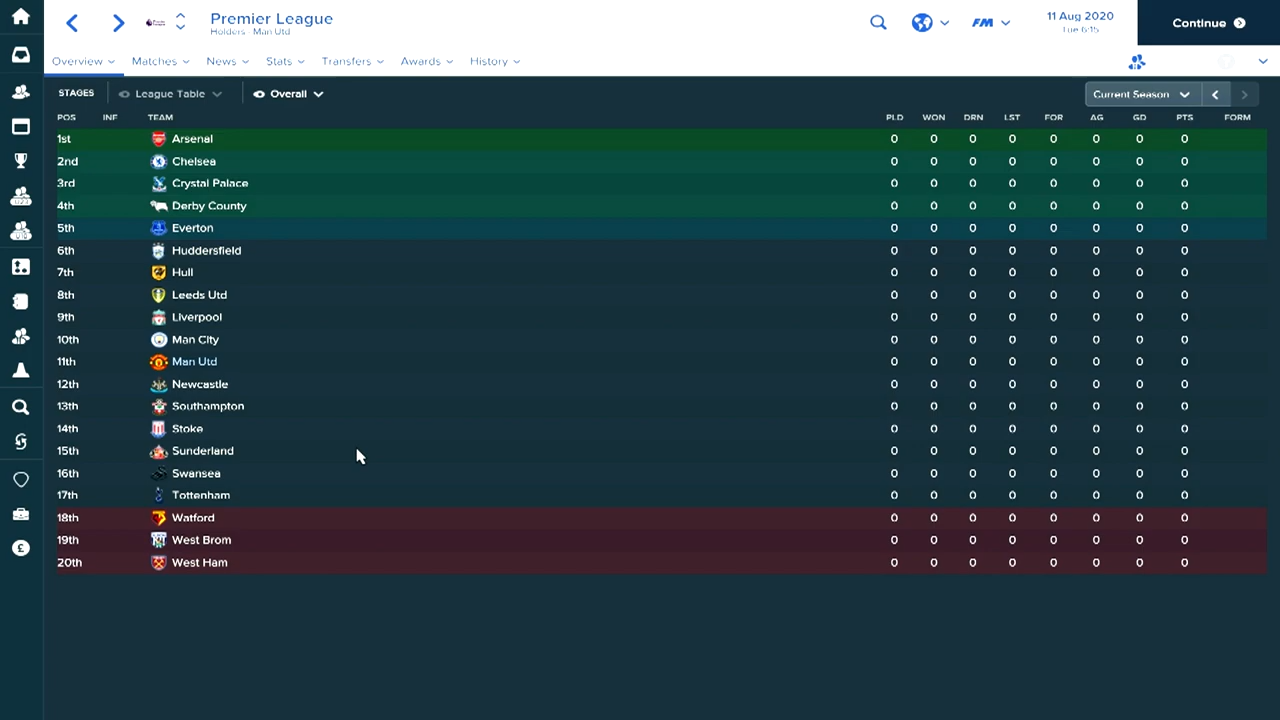 Premier League
Holders - Man Utd
FM
11 Aug 2020
Tue 6:15
Continue
Overview Matches News Stats Transfers Awards History
STAGES League Table Overall Current Season
POS INF TEAM PLD WON DRN LST FOR AG GD PTS FORM
1st Arsenal 0 0 0 0 0 0 0 0
2nd Chelsea 0 0 0 0 0 0 0 0
3rd Crystal Palace 0 0 0 0 0 0 0 0
4th Derby County 0 0 0 0 0 0 0 0
5th Everton 0 0 0 0 0 0 0 0
6th Huddersfield 0 0 0 0 0 0 0 0
7th Hull 0 0 0 0 0 0 0 0
8th Leeds Utd 0 0 0 0 0 0 0 0
9th Liverpool 0 0 0 0 0 0 0 0
10th Man City 0 0 0 0 0 0 0 0
11th Man Utd 0 0 0 0 0 0 0 0
12th Newcastle 0 0 0 0 0 0 0 0
13th Southampton 0 0 0 0 0 0 0 0
14th Stoke 0 0 0 0 0 0 0 0
15th Sunderland 0 0 0 0 0 0 0 0
16th Swansea 0 0 0 0 0 0 0 0
17th Tottenham 0 0 0 0 0 0 0 0
18th Watford 0 0 0 0 0 0 0 0
19th West Brom 0 0 0 0 0 0 0 0
20th West Ham 0 0 0 0 0 0 0 0